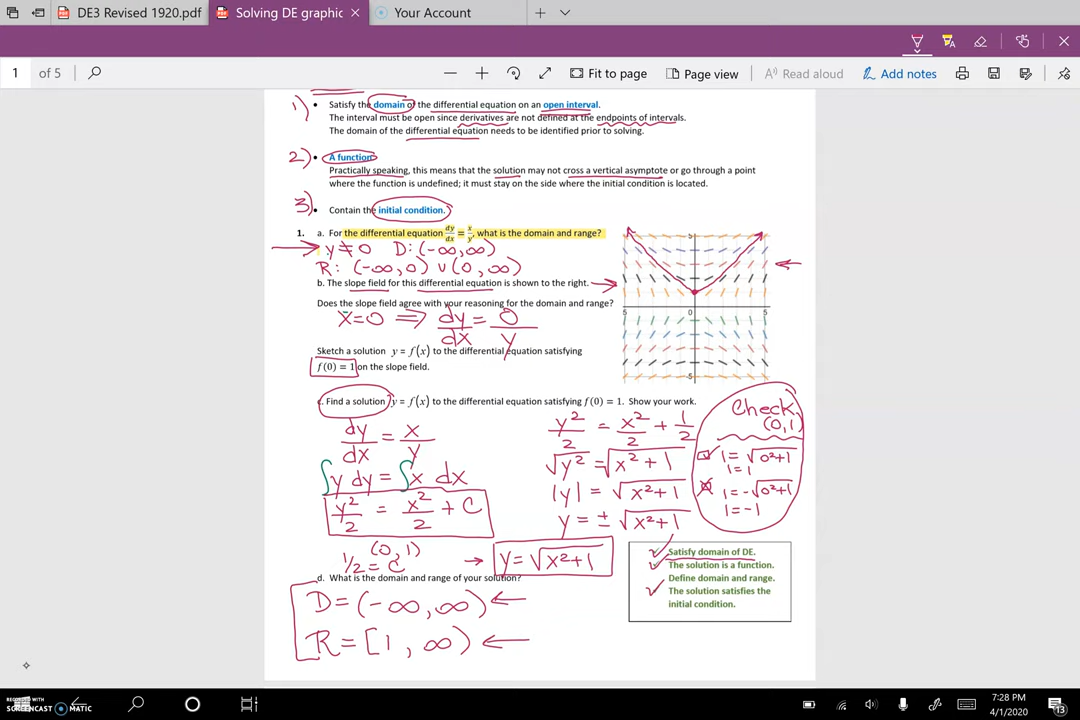 DE3 Revised 1920.pdf
Solving DE graphic
Your Account
1 of 5
Fit to page
Page view
Read aloud
Add notes
1) • Satisfy the domain of the differential equation on an open interval.
The interval must be open since derivatives are not defined at the endpoints of intervals.
The domain of the differential equation needs to be identified prior to solving.
2) • A function
Practically speaking, this means that the solution may not cross a vertical asymptote or go through a point
where the function is undefined; it must stay on the side where the initial condition is located.
3) • Contain the initial condition.
1. a. For the differential equation dy/dx = x/y, what is the domain and range?
y ≠ 0 D: (-∞,∞)
R: (-∞,0) ∪ (0,∞)
b. The slope field for this differential equation is shown to the right.
Does the slope field agree with your reasoning for the domain and range?
x=0 ⟹ dy/dx = 0/y
Sketch a solution y = f(x) to the differential equation satisfying
f(0) = 1 on the slope field.
5
5
0
5
-5
c. Find a solution y = f(x) to the differential equation satisfying f(0) = 1. Show your work.
dy/dx = x/y
∫y dy = ∫x dx
y²/2 = x²/2 + C
(0,1)
1/2 = C
y²/2 = x²/2 + 1/2
√y² = √x²+1
|y| = √x²+1
y = ± √x²+1
→ y = √x²+1
Check
(0,1)
1 = √0²+1
1 = 1
1 = -√0²+1
1 = -1
Satisfy domain of DE.
The solution is a function.
Define domain and range.
The solution satisfies the
initial condition.
d. What is the domain and range of your solution?
D = (-∞,∞)
R = [1,∞)
RECORDED WITH
SCREENCAST MATIC
7:28 PM
4/1/2020
13